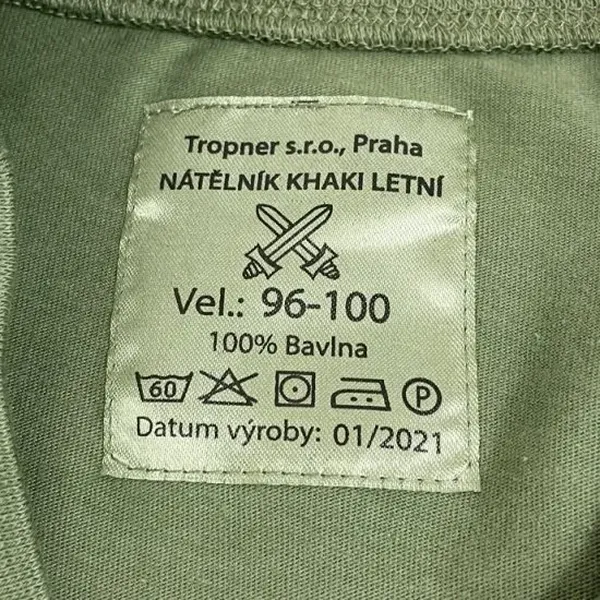 Tropner s.r.o., Praha
NÁTĚLNÍK KHAKI LETNÍ
Vel.: 96-100
100% Bavlna
60 P
Datum výroby: 01/2021